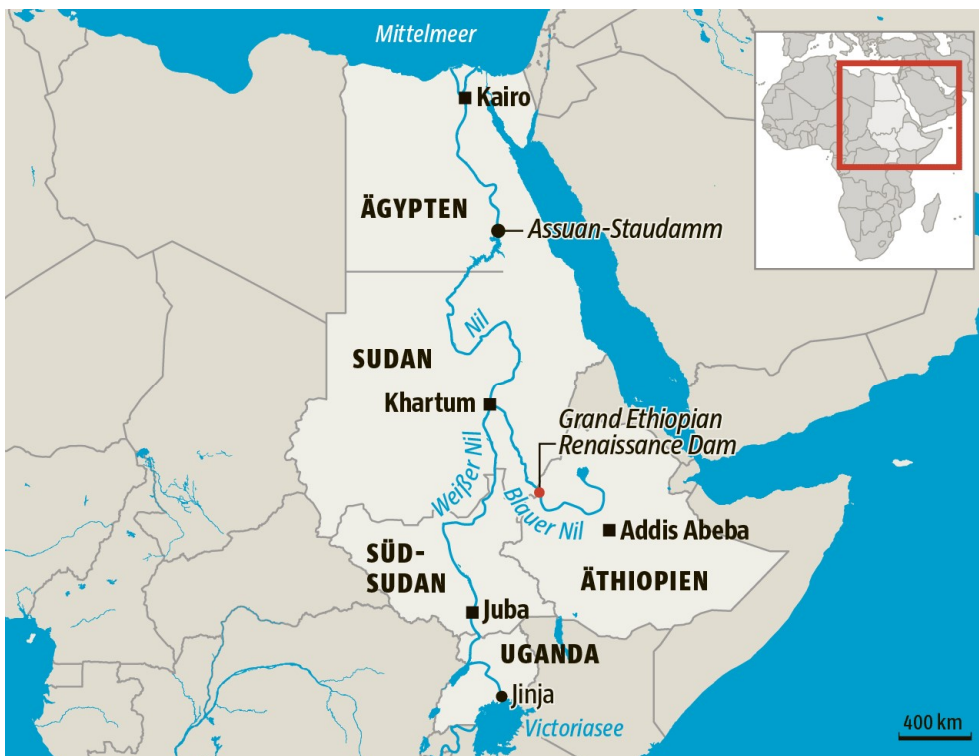 Mittelmeer
Kairo
ÄGYPTEN
Assuan-Staudamm
Nil
SUDAN
Khartum
Grand Ethiopian
Renaissance Dam
Weißer Nil
Blauer Nil
Addis Abeba
SÜD-
SUDAN
ÄTHIOPIEN
Juba
UGANDA
Jinja
Victoriasee
400 km